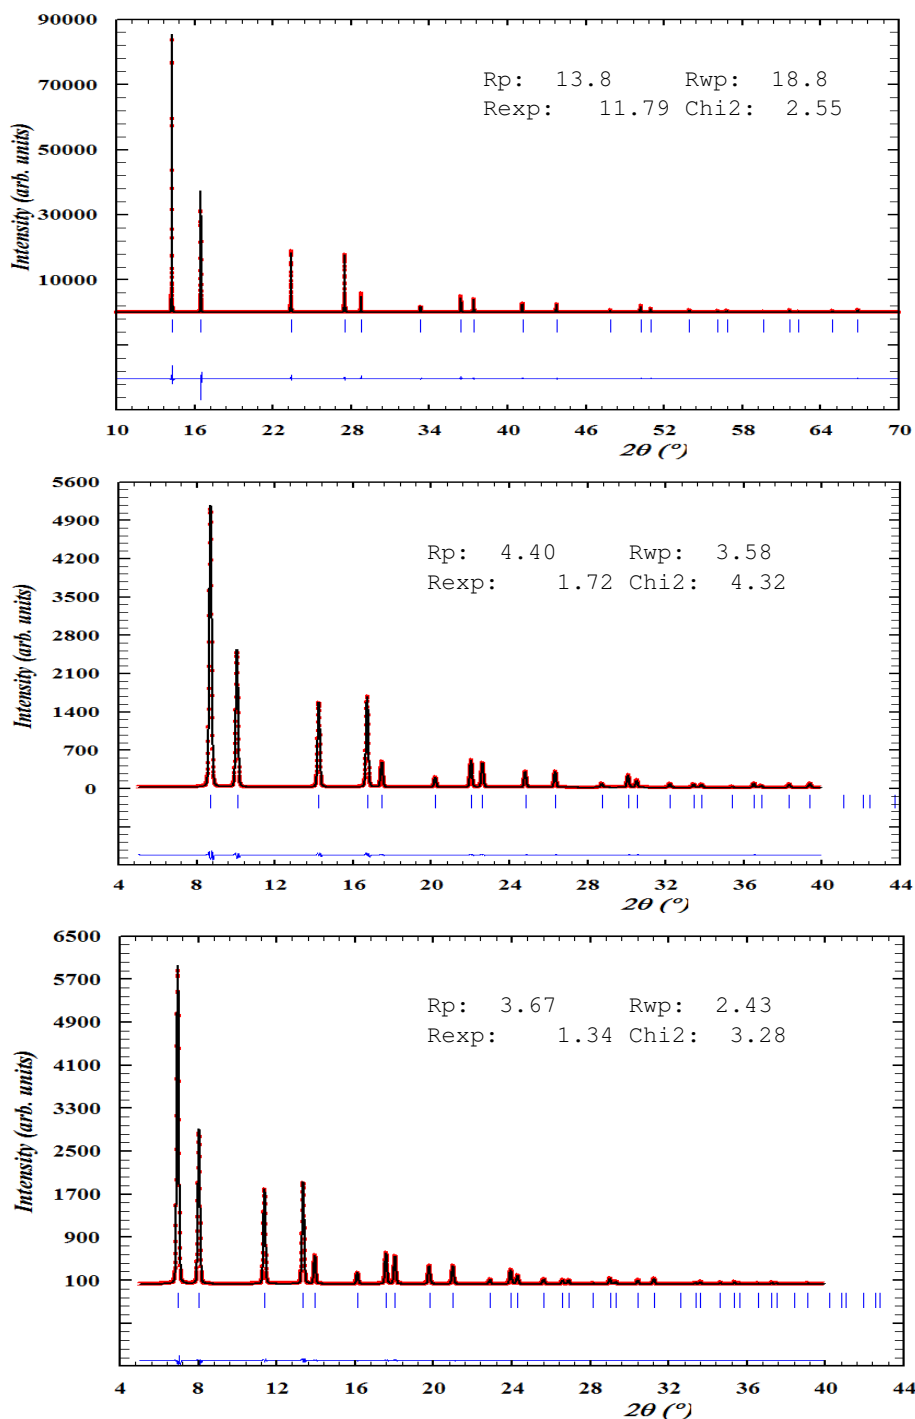 90000
70000
50000
30000
10000
Intensity (arb. units)
Rp: 13.8 Rwp: 18.8
Rexp: 11.79 Chi2: 2.55
10 16 22 28 34 40 46 52 58 64 70
2θ (°)
5600
4900
4200
3500
2800
2100
1400
700
0
Intensity (arb. units)
Rp: 4.40 Rwp: 3.58
Rexp: 1.72 Chi2: 4.32
4 8 12 16 20 24 28 32 36 40 44
2θ (°)
6500
5700
4900
4100
3300
2500
1700
900
100
Intensity (arb. units)
Rp: 3.67 Rwp: 2.43
Rexp: 1.34 Chi2: 3.28
4 8 12 16 20 24 28 32 36 40 44
2θ (°)